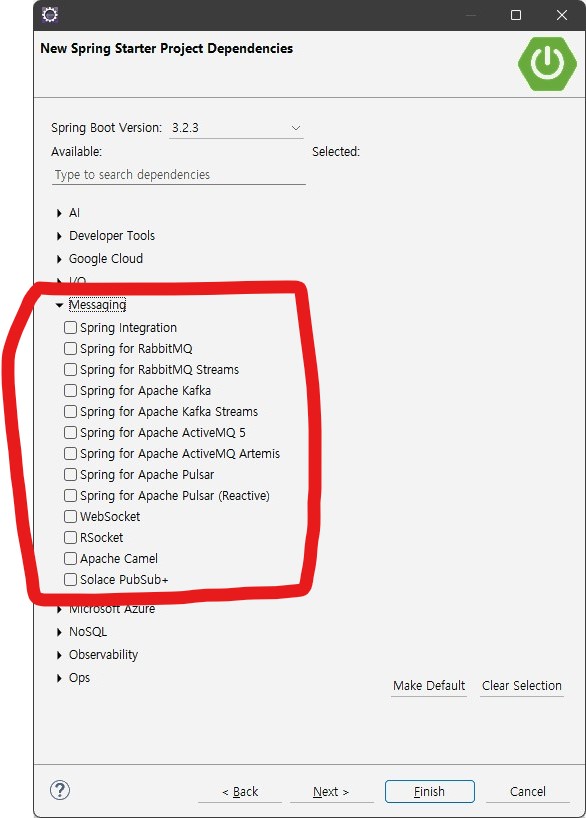 New Spring Starter Project Dependencies
Spring Boot Version: 3.2.3
Available: Selected:
Type to search dependencies
AI
Developer Tools
Google Cloud
I/O
Messaging
Spring Integration
Spring for RabbitMQ
Spring for RabbitMQ Streams
Spring for Apache Kafka
Spring for Apache Kafka Streams
Spring for Apache ActiveMQ 5
Spring for Apache ActiveMQ Artemis
Spring for Apache Pulsar
Spring for Apache Pulsar (Reactive)
WebSocket
RSocket
Apache Camel
Solace PubSub+
Microsoft Azure
NoSQL
Observability
Ops
Make Default Clear Selection
? < Back Next > Finish Cancel